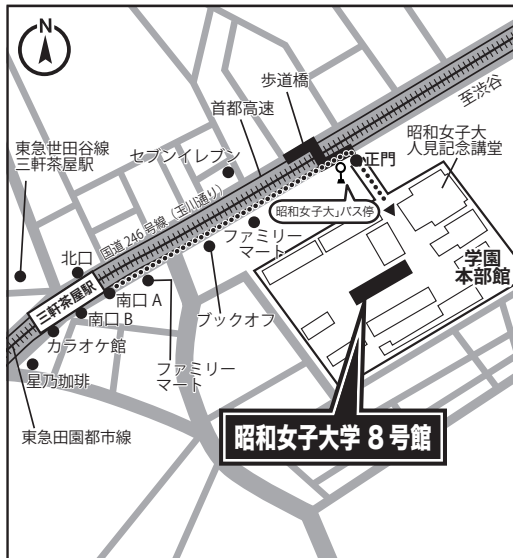 N
歩道橋
至渋谷
首都高速
昭和女子大
人見記念講堂
東急世田谷線
三軒茶屋駅
セブンイレブン
正門
国道246号線（玉川通り）
昭和女子大」バス停
ファミリー
マート
北口
学園
本部館
三軒茶屋駅
南口 A
南口 B
ブックオフ
カラオケ館
ファミリー
マート
星乃珈琲
昭和女子大学 8 号館
東急田園都市線